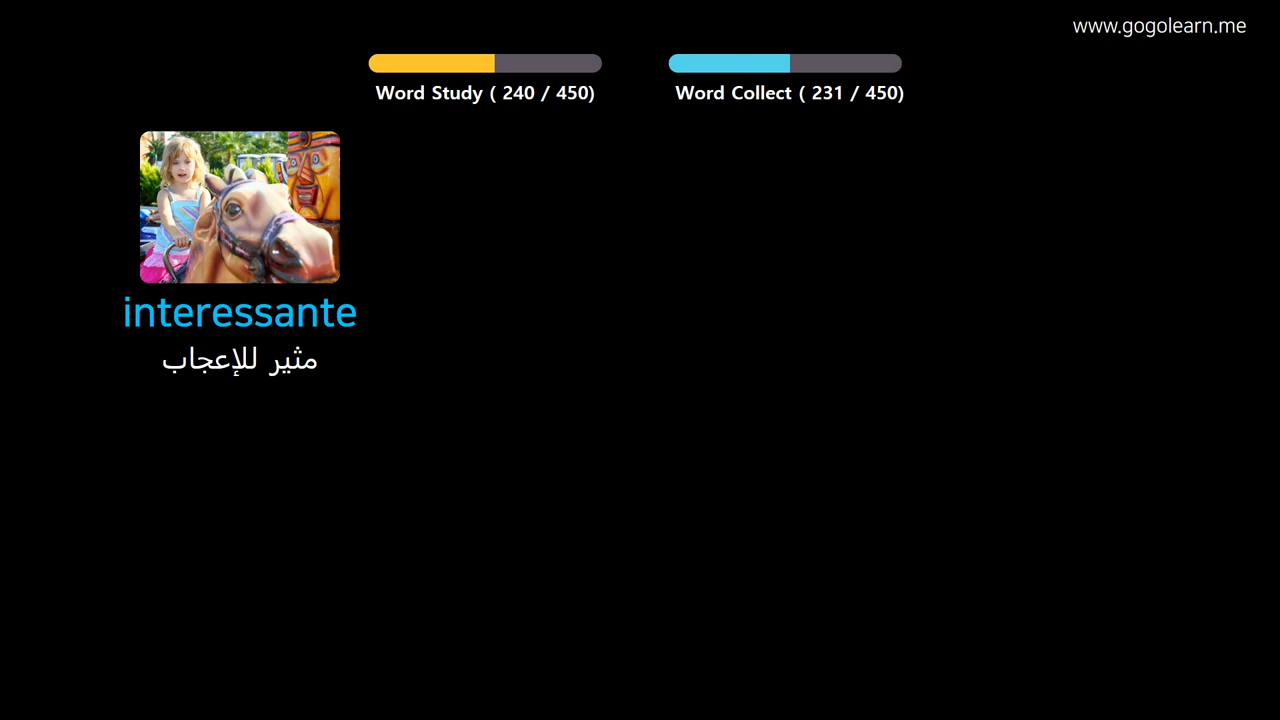 www.gogolearn.me
Word Study ( 240 / 450)
Word Collect ( 231 / 450)
interessante
مثير للإعجاب